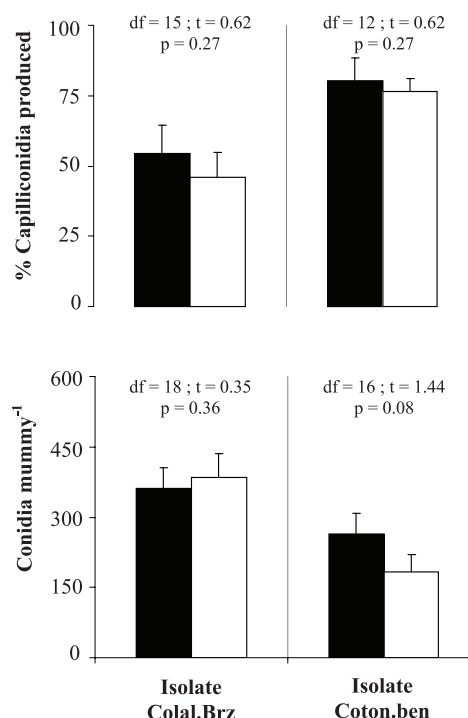 df = 15 ; t = 0.62
p = 0.27
df = 12 ; t = 0.62
p = 0.27
% Capilliconidia produced
100
75
50
25
0
df = 18 ; t = 0.35
p = 0.36
df = 16 ; t = 1.44
p = 0.08
Conidia mummy⁻¹
600
450
300
150
0
Isolate
Colal.Brz
Isolate
Coton.ben